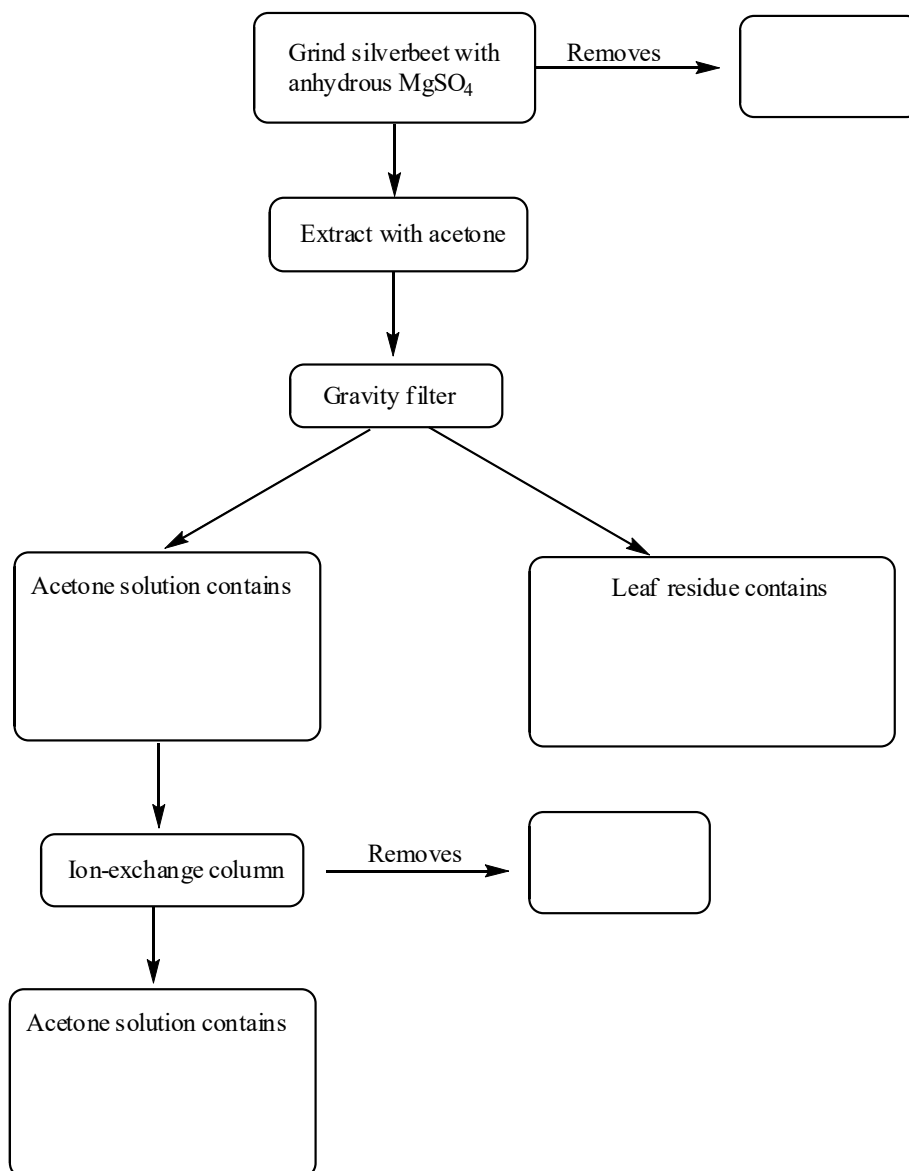 Grind silverbeet with
anhydrous MgSO₄
Removes
Extract with acetone
Gravity filter
Acetone solution contains
Leaf residue contains
Ion-exchange column
Removes
Acetone solution contains